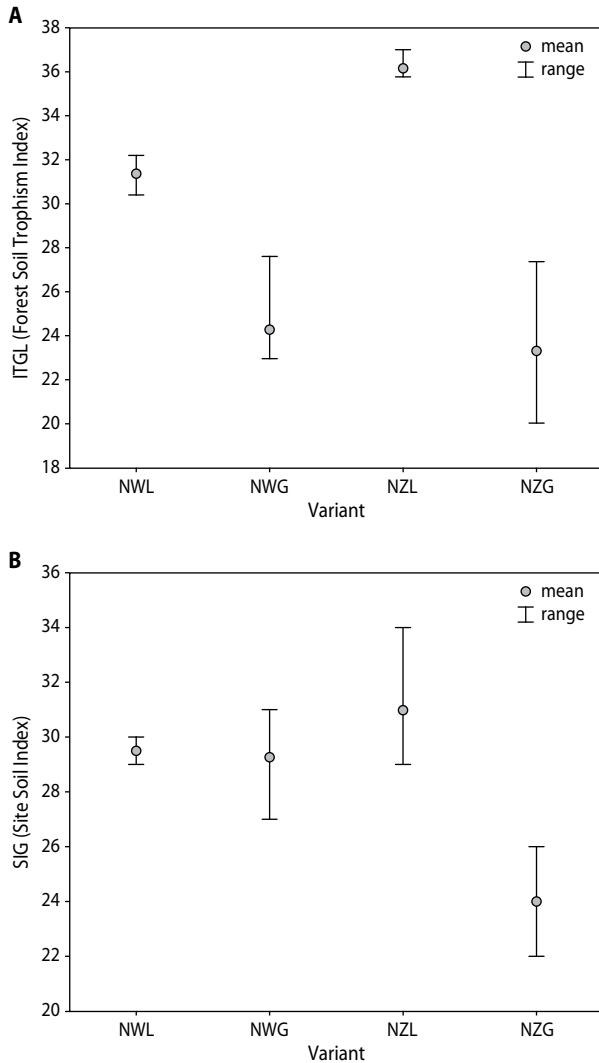 A
ITGL (Forest Soil Trophism Index)
38
36
34
32
30
28
26
24
22
20
18
mean
range
NWL NWG NZL NZG
Variant
B
SIG (Site Soil Index)
36
34
32
30
28
26
24
22
20
mean
range
NWL NWG NZL NZG
Variant